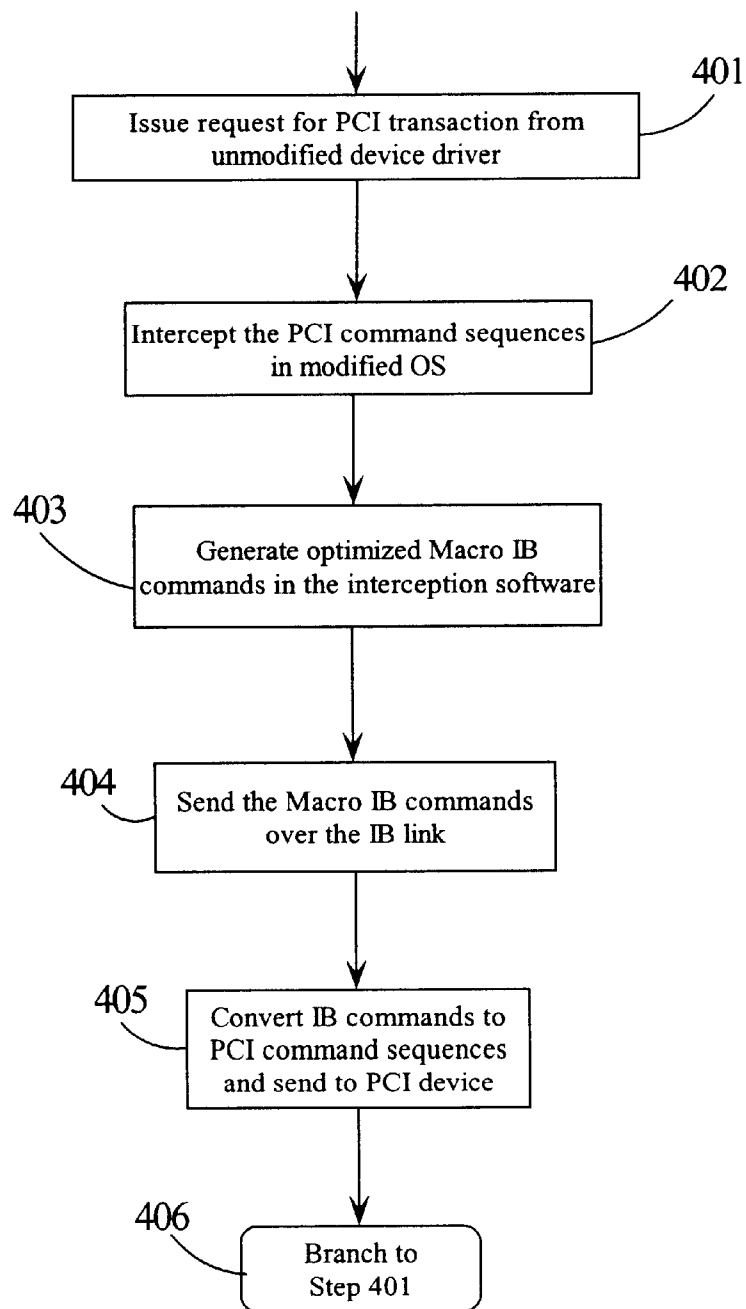 401
Issue request for PCI transaction from
unmodified device driver
402
Intercept the PCI command sequences
in modified OS
403
Generate optimized Macro IB
commands in the interception software
404
Send the Macro IB commands
over the IB link
405
Convert IB commands to
PCI command sequences
and send to PCI device
406
Branch to
Step 401